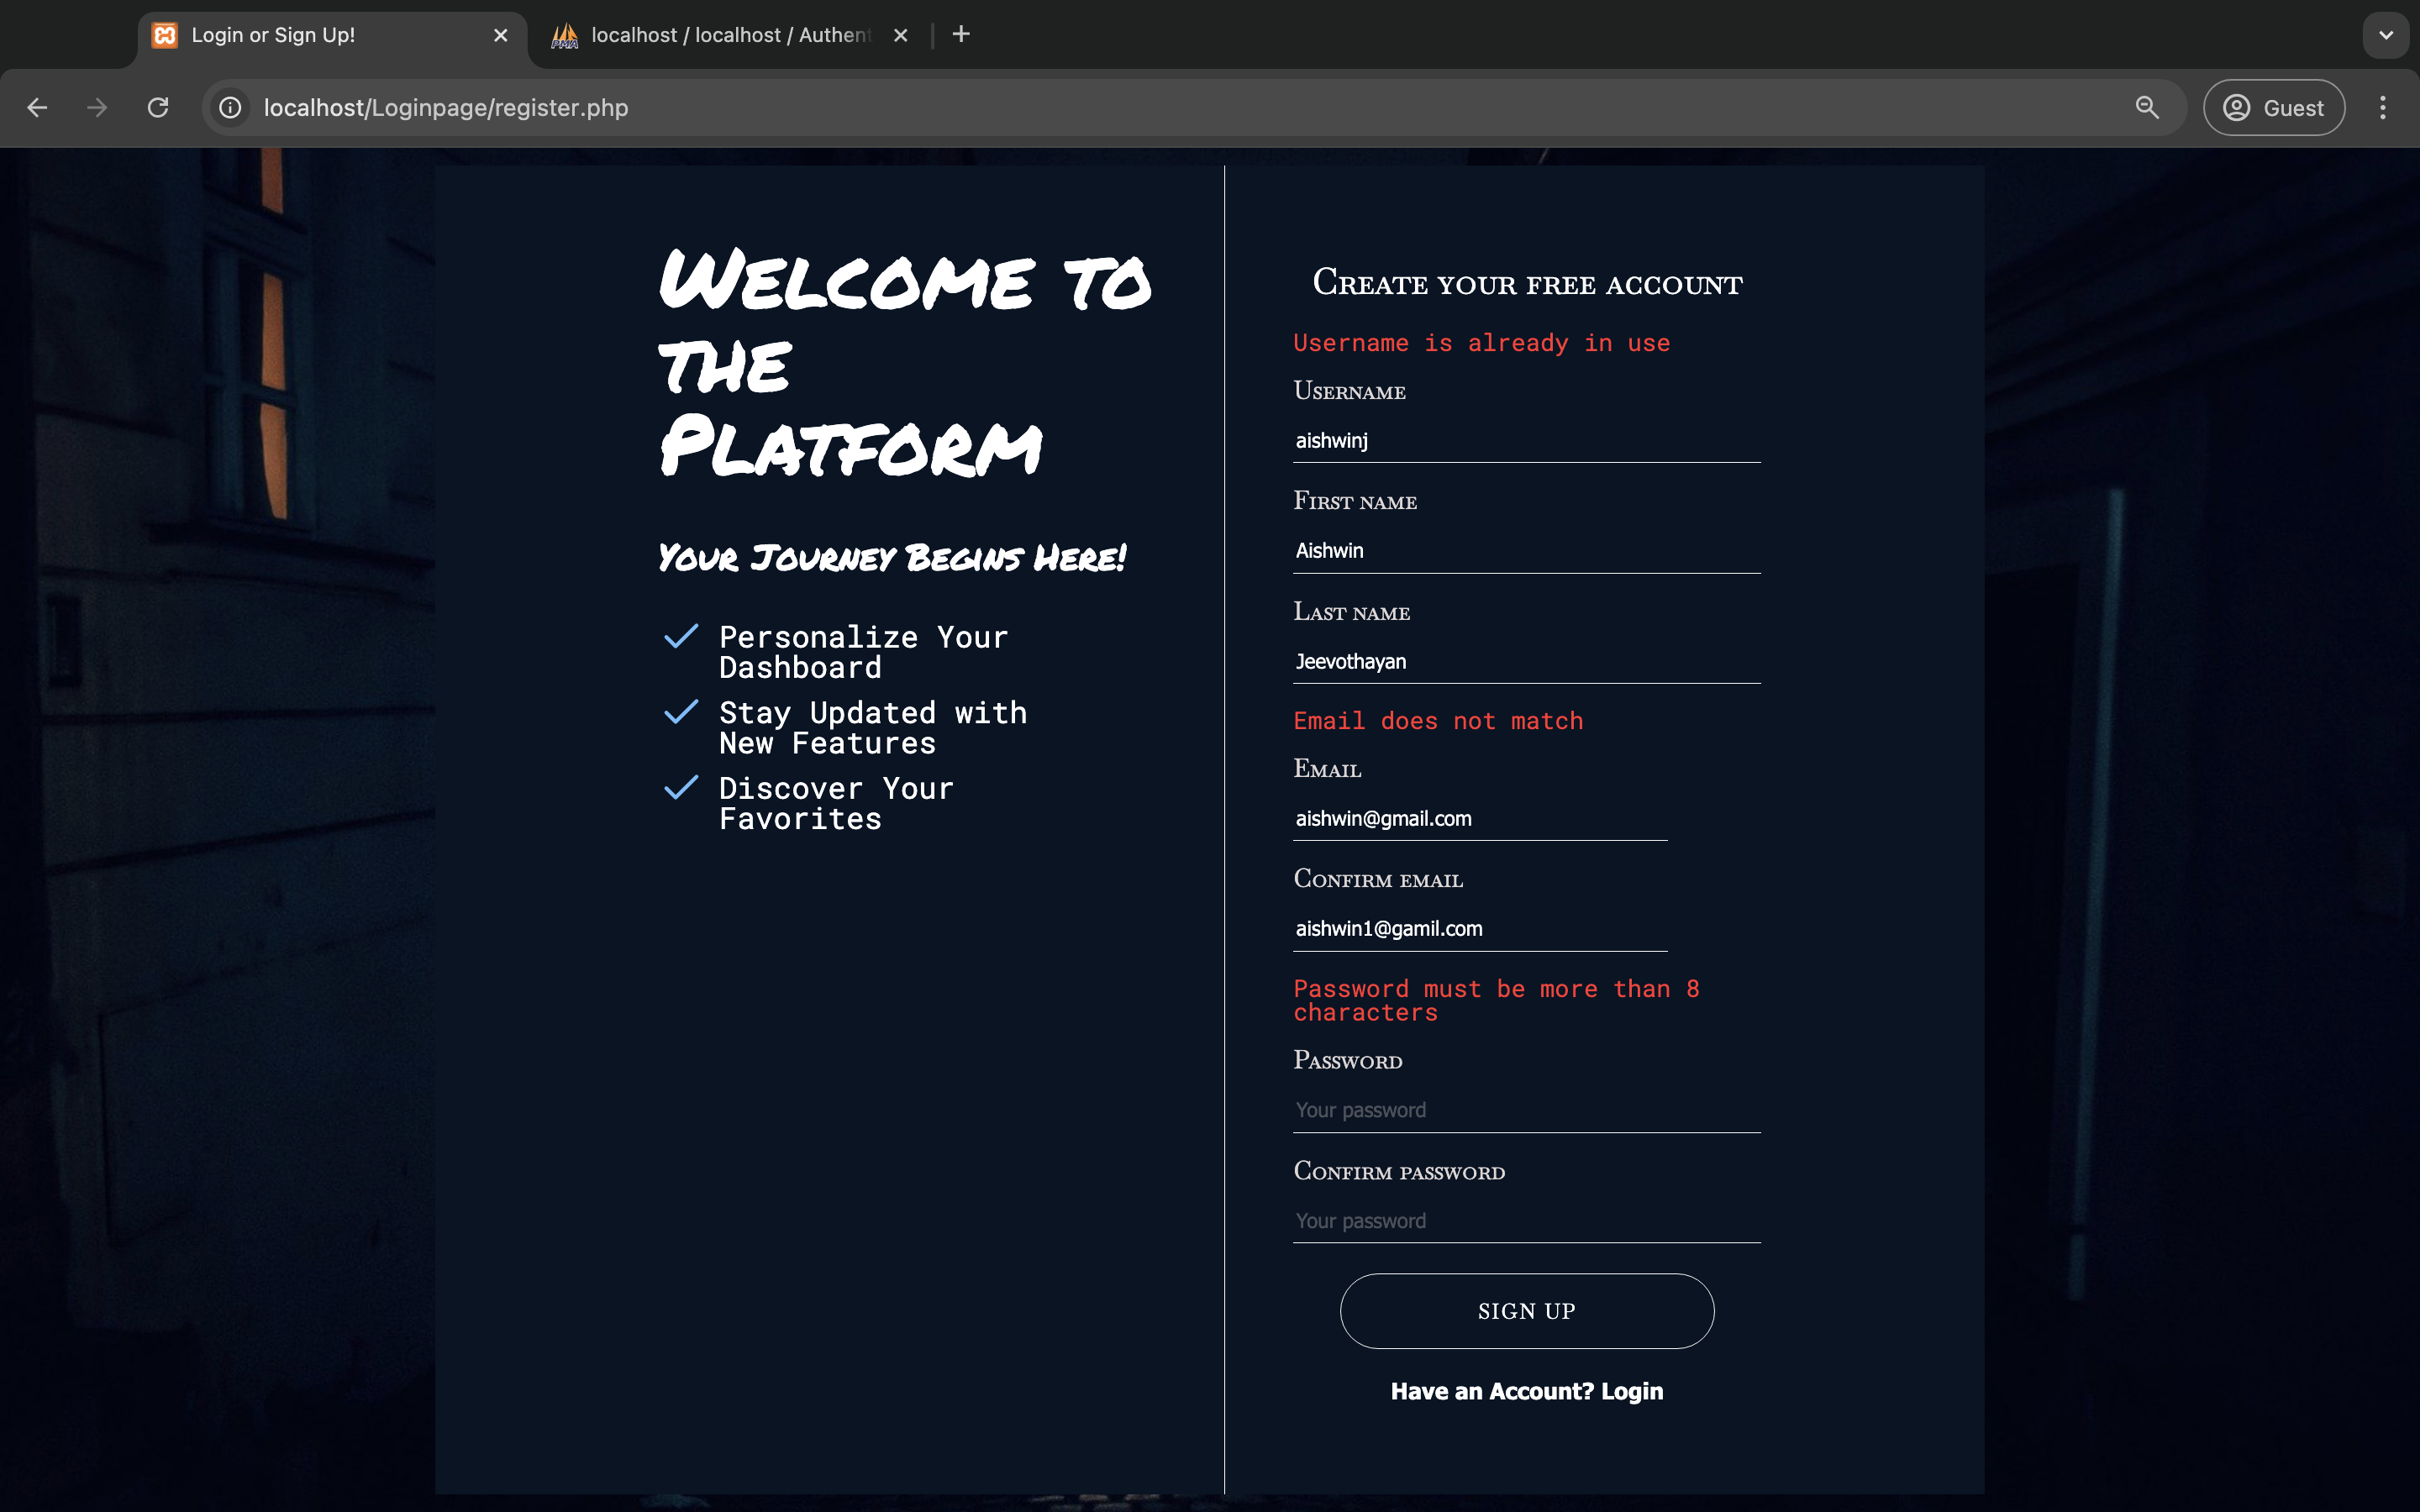 Login or Sign Up!
localhost / localhost / Authent
localhost/Loginpage/register.php
Guest
Welcome to
the
Platform
Your Journey Begins Here!
Personalize Your
Dashboard
Stay Updated with
New Features
Discover Your
Favorites
Create your free account
Username is already in use
Username
aishwinj
First name
Aishwin
Last name
Jeevothayan
Email does not match
Email
aishwin@gmail.com
Confirm email
aishwin1@gamil.com
Password must be more than 8
characters
Password
Your password
Confirm password
Your password
SIGN UP
Have an Account? Login